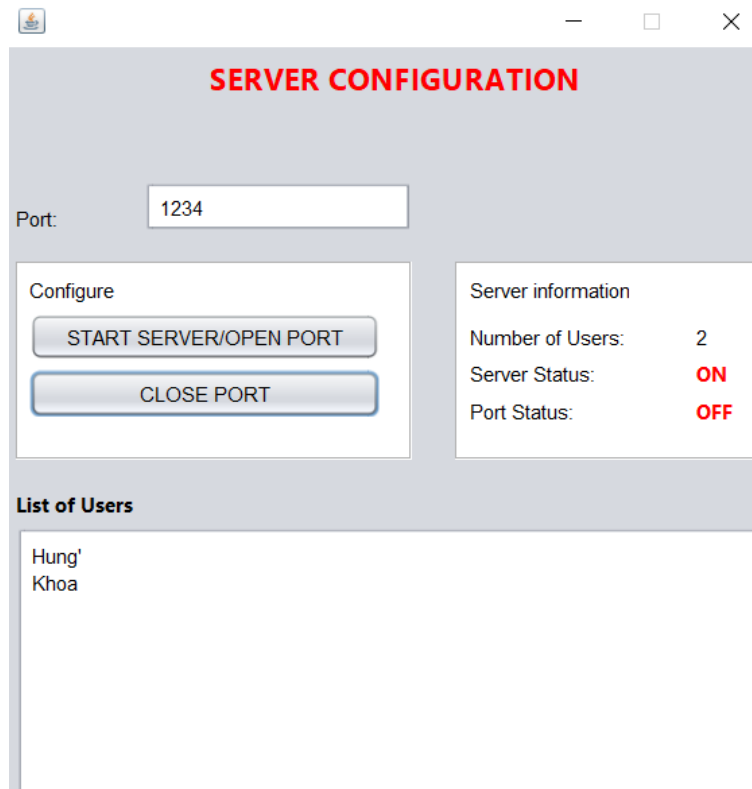 SERVER CONFIGURATION
Port:
1234
Configure
START SERVER/OPEN PORT
CLOSE PORT
Server information
Number of Users: 2
Server Status: ON
Port Status: OFF
List of Users
Hung'
Khoa